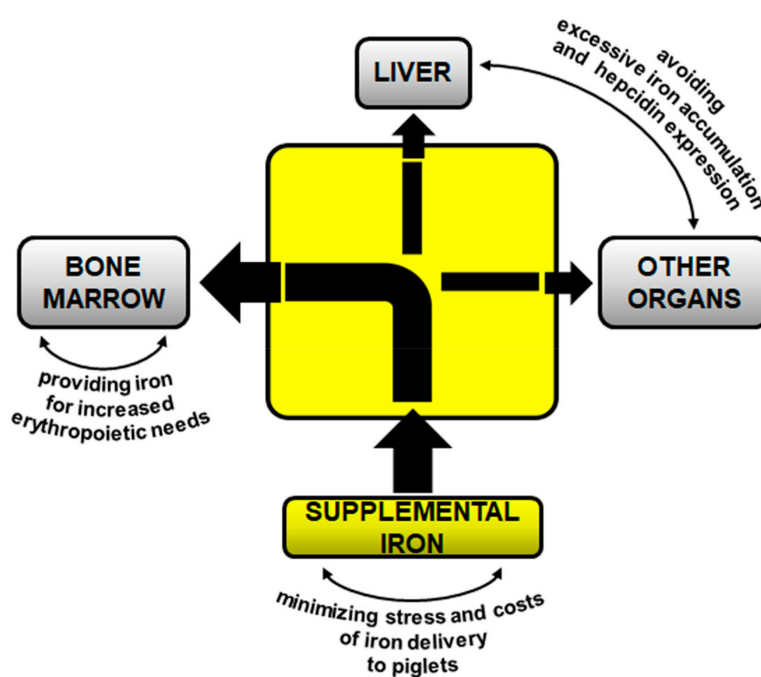 LIVER
avoiding
excessive iron accumulation
and hepcidin expression
BONE
MARROW
OTHER
ORGANS
providing iron
for increased
erythropoietic needs
SUPPLEMENTAL
IRON
minimizing stress and costs
of iron delivery
to piglets